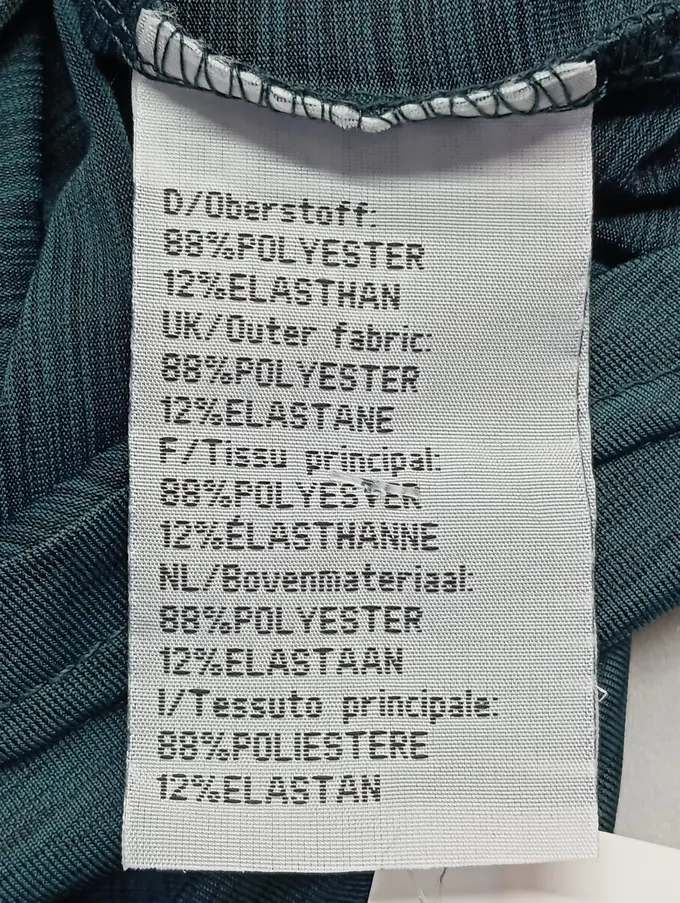 D/Oberstoff:
88%POLYESTER
12%ELASTHAN
UK/Outer fabric:
88%POLYESTER
12%ELASTANE
F/Tissu principal:
88%POLYESTER
12%ÉLASTHANNE
NL/Bovenmateriaal:
88%POLYESTER
12%ELASTAAN
I/Tessuto principale:
88%POLIESTERE
12%ELASTAN